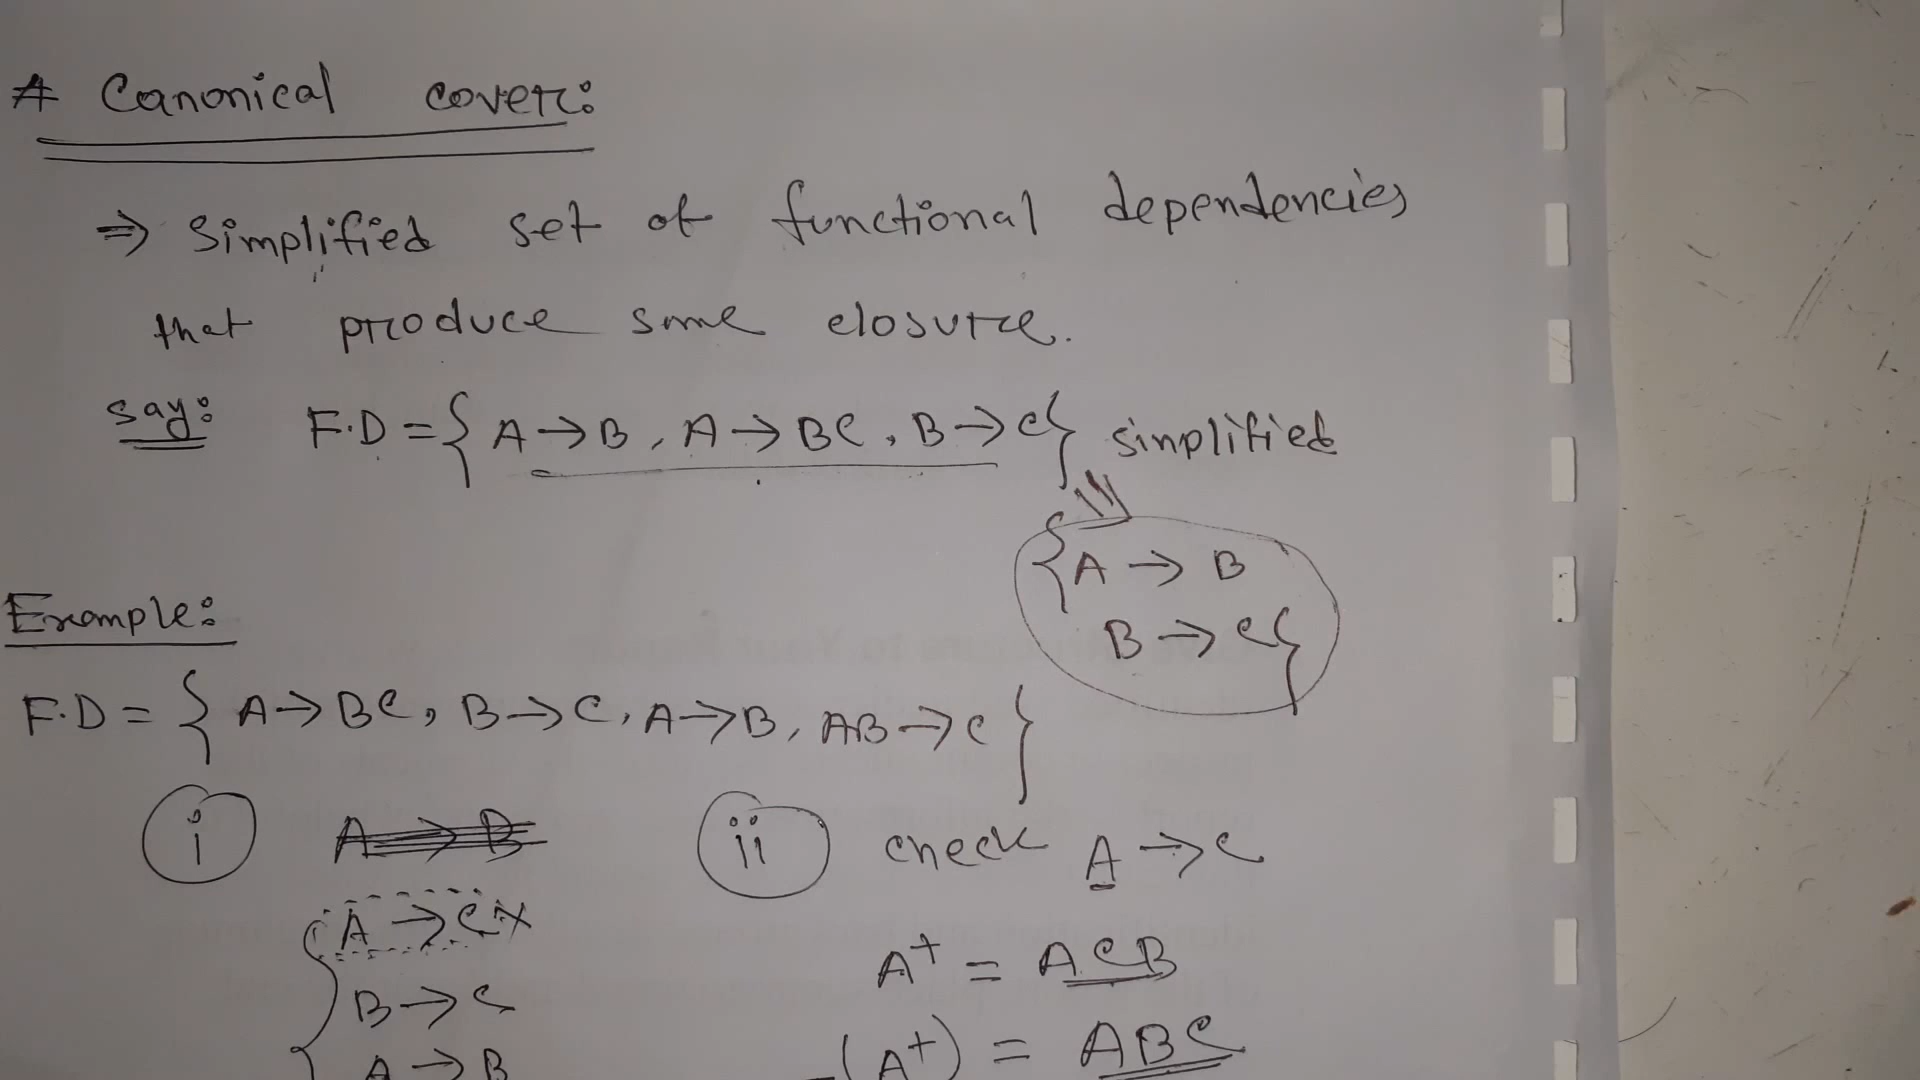 # Canonical cover:
⇒ Simplified set of functional dependencies
that produce same closure.
say: F.D = { A → B, A → BC, B → C } simplified
{ A → B
B → C }
Example:
F.D = { A → BC, B → C, A → B, AB → C }
i A → B ii check A → C
A → C × A+ = ACB
B → C (A+) = ABC
A → B